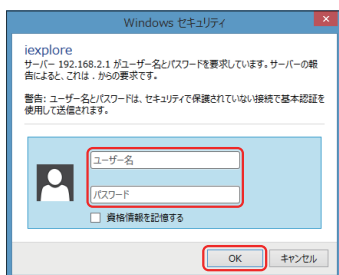 Windows セキュリティ
iexplore
サーバー 192.168.2.1 がユーザー名とパスワードを要求しています。サーバーの報
告によると、これは . からの要求です。
警告: ユーザー名とパスワードは、セキュリティで保護されていない接続で基本認証を
使用して送信されます。
ユーザー名
パスワード
資格情報を記憶する
OK
キャンセル